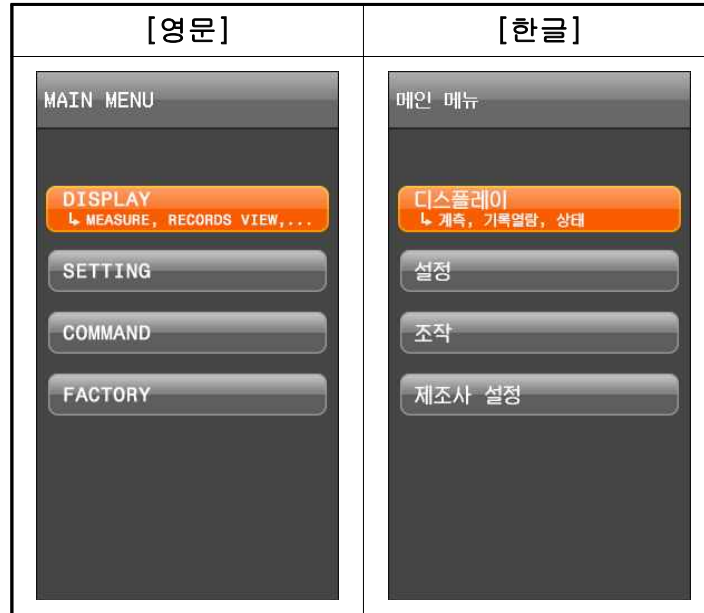 [영문]
[한글]
MAIN MENU
DISPLAY
↳ MEASURE, RECORDS VIEW,...
SETTING
COMMAND
FACTORY
메인 메뉴
디스플레이
↳ 계측, 기록열람, 상태
설정
조작
제조사 설정